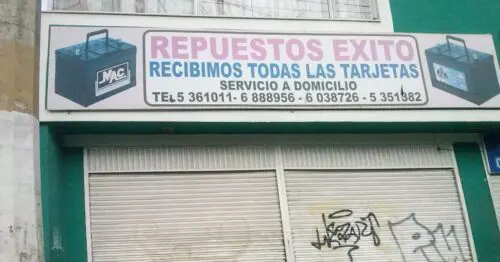 REPUESTOS EXITO
RECIBIMOS TODAS LAS TARJETAS
SERVICIO A DOMICILIO
TEL 5 361011- 6 888956 - 6 038726 - 5 351382
MAC